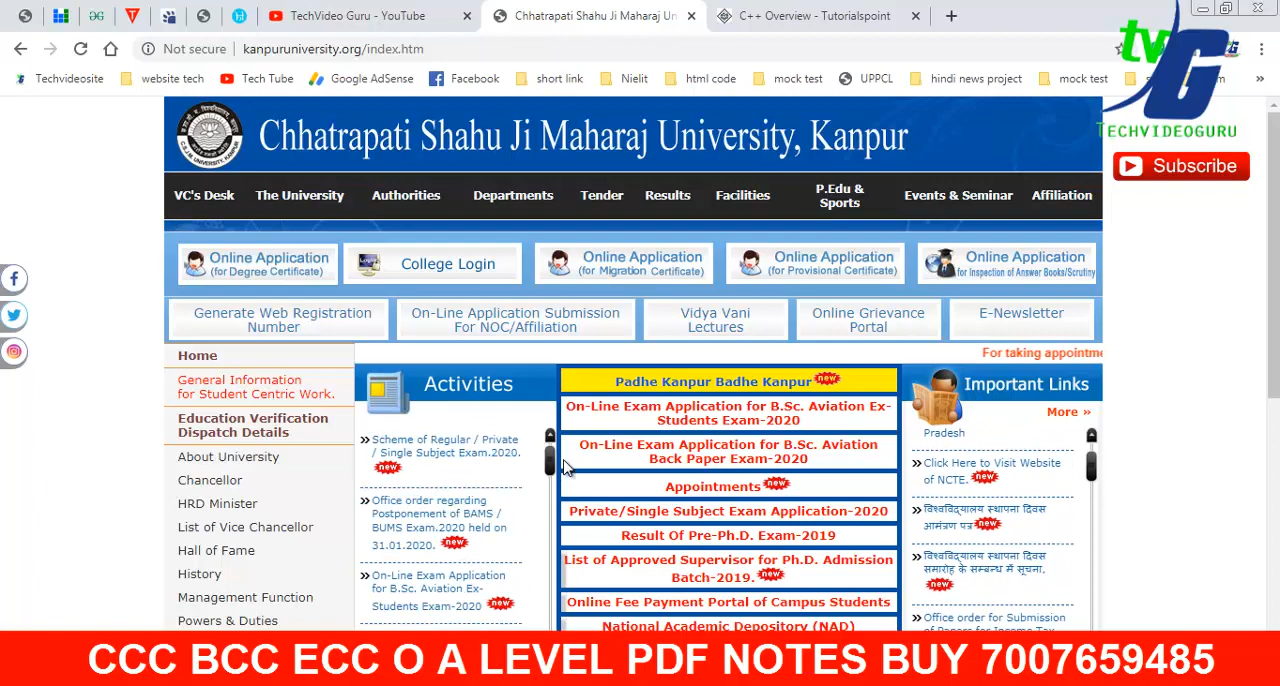 TechVideo Guru - YouTube
Chhatrapati Shahu Ji Maharaj Un
C++ Overview - Tutorialspoint
Not secure
kanpuruniversity.org/index.htm
Techvideosite
website tech
Tech Tube
Google AdSense
Facebook
short link
Nielit
html code
mock test
UPPCL
hindi news project
mock test
tv
G
TECHVIDEOGURU
Subscribe
Chhatrapati Shahu Ji Maharaj University, Kanpur
VC's Desk
The University
Authorities
Departments
Tender
Results
Facilities
P.Edu &
Sports
Events & Seminar
Affiliation
Online Application
(for Degree Certificate)
College Login
Online Application
(for Migration Certificate)
Online Application
(for Provisional Certificate)
Online Application
for Inspection of Answer Books/Scrutiny
Generate Web Registration
Number
On-Line Application Submission
For NOC/Affiliation
Vidya Vani
Lectures
Online Grievance
Portal
E-Newsletter
For taking appointme
Home
General Information
for Student Centric Work.
Education Verification
Dispatch Details
About University
Chancellor
HRD Minister
List of Vice Chancellor
Hall of Fame
History
Management Function
Powers & Duties
Activities
Scheme of Regular / Private
/ Single Subject Exam.2020.
new
Office order regarding
Postponement of BAMS /
BUMS Exam.2020 held on
31.01.2020. new
On-Line Exam Application
for B.Sc. Aviation Ex-
Students Exam-2020 new
Padhe Kanpur Badhe Kanpur new
On-Line Exam Application for B.Sc. Aviation Ex-
Students Exam-2020
On-Line Exam Application for B.Sc. Aviation
Back Paper Exam-2020
Appointments new
Private/Single Subject Exam Application-2020
Result Of Pre-Ph.D. Exam-2019
List of Approved Supervisor for Ph.D. Admission
Batch-2019. new
Online Fee Payment Portal of Campus Students
National Academic Depository (NAD)
Important Links
More »
Pradesh
Click Here to Visit Website
of NCTE. new
विश्वविद्यालय स्थापना दिवस
आमंत्रण पत्र new
विश्वविद्यालय स्थापना दिवस
समारोह के सम्बन्ध में सूचना,
new
Office order for Submission
of Papers for Income Tax
CCC BCC ECC O A LEVEL PDF NOTES BUY 7007659485